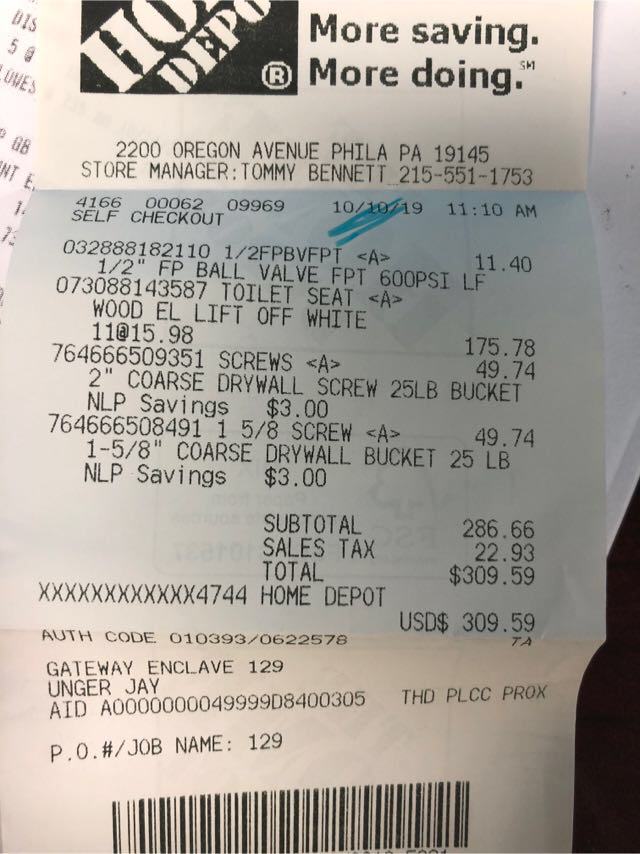 DIS
5 @
HO
DEPO
®
More saving.
More doing.℠
2200 OREGON AVENUE PHILA PA 19145
STORE MANAGER:TOMMY BENNETT 215-551-1753
4166 00062 09969 10/10/19 11:10 AM
SELF CHECKOUT
032888182110 1/2FPBVFPT <A> 11.40
1/2" FP BALL VALVE FPT 600PSI LF
073088143587 TOILET SEAT <A>
WOOD EL LIFT OFF WHITE
11@15.98 175.78
764666509351 SCREWS <A> 49.74
2" COARSE DRYWALL SCREW 25LB BUCKET
NLP Savings $3.00
764666508491 1 5/8 SCREW <A> 49.74
1-5/8" COARSE DRYWALL BUCKET 25 LB
NLP Savings $3.00
SUBTOTAL 286.66
SALES TAX 22.93
TOTAL $309.59
XXXXXXXXXXXX4744 HOME DEPOT
USD$ 309.59
AUTH CODE 010393/0622578 TA
GATEWAY ENCLAVE 129
UNGER JAY
AID A0000000049999D8400305 THD PLCC PROX
P.O.#/JOB NAME: 129